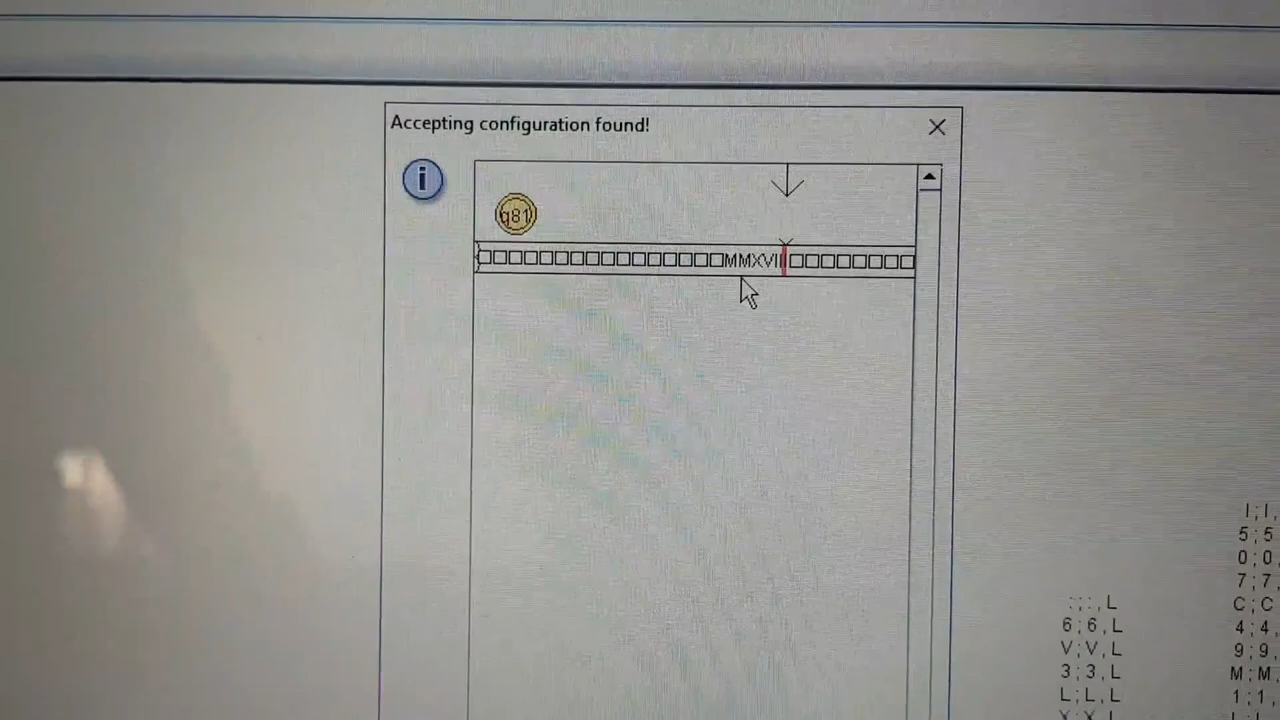 Accepting configuration found!
q81
MMXVII
I;I,
5;5
0;0,
7;7
:;:,L
C;C
6;6,L
4;4,
V;V,L
9;9,
3;3,L
M;M,
L;L,L
1;1,